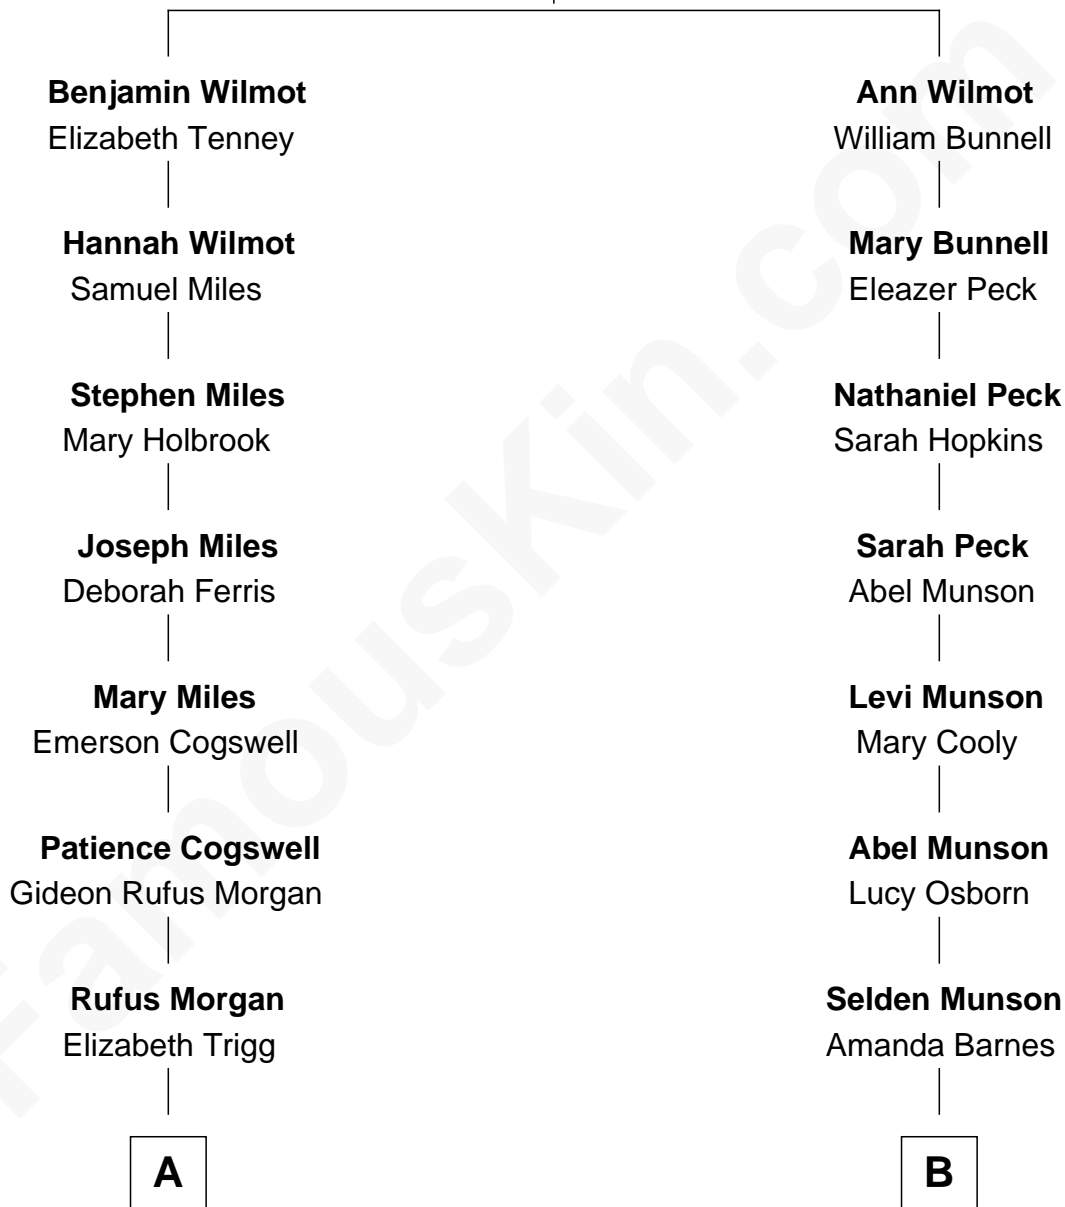 Benjamin Wilmot
Elizabeth Tenney
Hannah Wilmot
Samuel Miles
Stephen Miles
Mary Holbrook
Joseph Miles
Deborah Ferris
Mary Miles
Emerson Cogswell
Patience Cogswell
Gideon Rufus Morgan
Rufus Morgan
Elizabeth Trigg
A
Ann Wilmot
William Bunnell
Mary Bunnell
Eleazer Peck
Nathaniel Peck
Sarah Hopkins
Sarah Peck
Abel Munson
Levi Munson
Mary Cooly
Abel Munson
Lucy Osborn
Selden Munson
Amanda Barnes
B
FamousKin.com